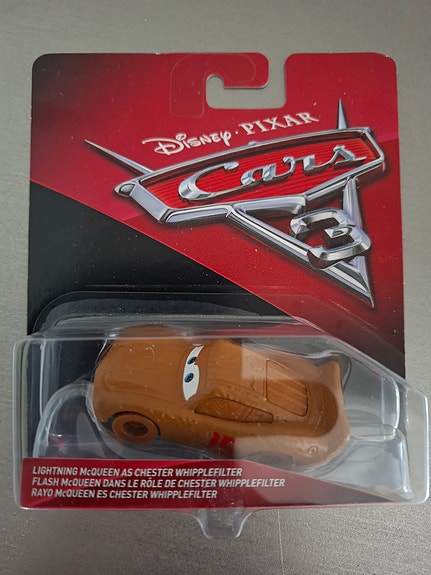 Disney · PIXAR
Cars
3
15
LIGHTNING McQUEEN AS CHESTER WHIPPLEFILTER
FLASH McQUEEN DANS LE RÔLE DE CHESTER WHIPPLEFILTER
RAYO McQUEEN ES CHESTER WHIPPLEFILTER